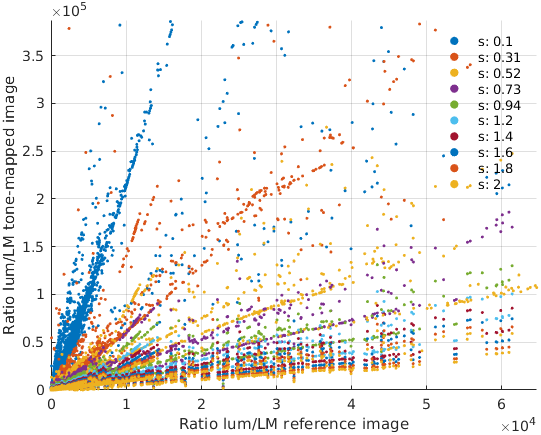 ×10⁵
Ratio lum/LM tone-mapped image
3.5
3
2.5
2
1.5
1
0.5
0
s: 0.1
s: 0.31
s: 0.52
s: 0.73
s: 0.94
s: 1.2
s: 1.4
s: 1.6
s: 1.8
s: 2
0 1 2 3 4 5 6
Ratio lum/LM reference image
×10⁴